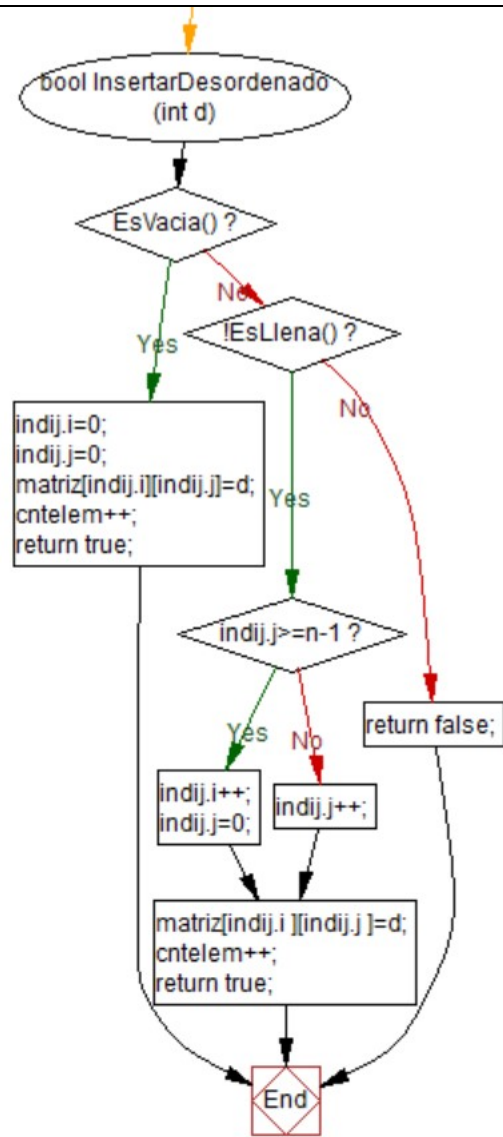 bool InsertarDesordenado
(int d)
EsVacia() ?
No
!EsLlena() ?
Yes
No
indij.i=0;
indij.j=0;
matriz[indij.i][indij.j]=d;
cntelem++;
return true;
Yes
indij.j>=n-1 ?
return false;
Yes
No
indij.i++;
indij.j=0;
indij.j++;
matriz[indij.i ][indij.j ]=d;
cntelem++;
return true;
End